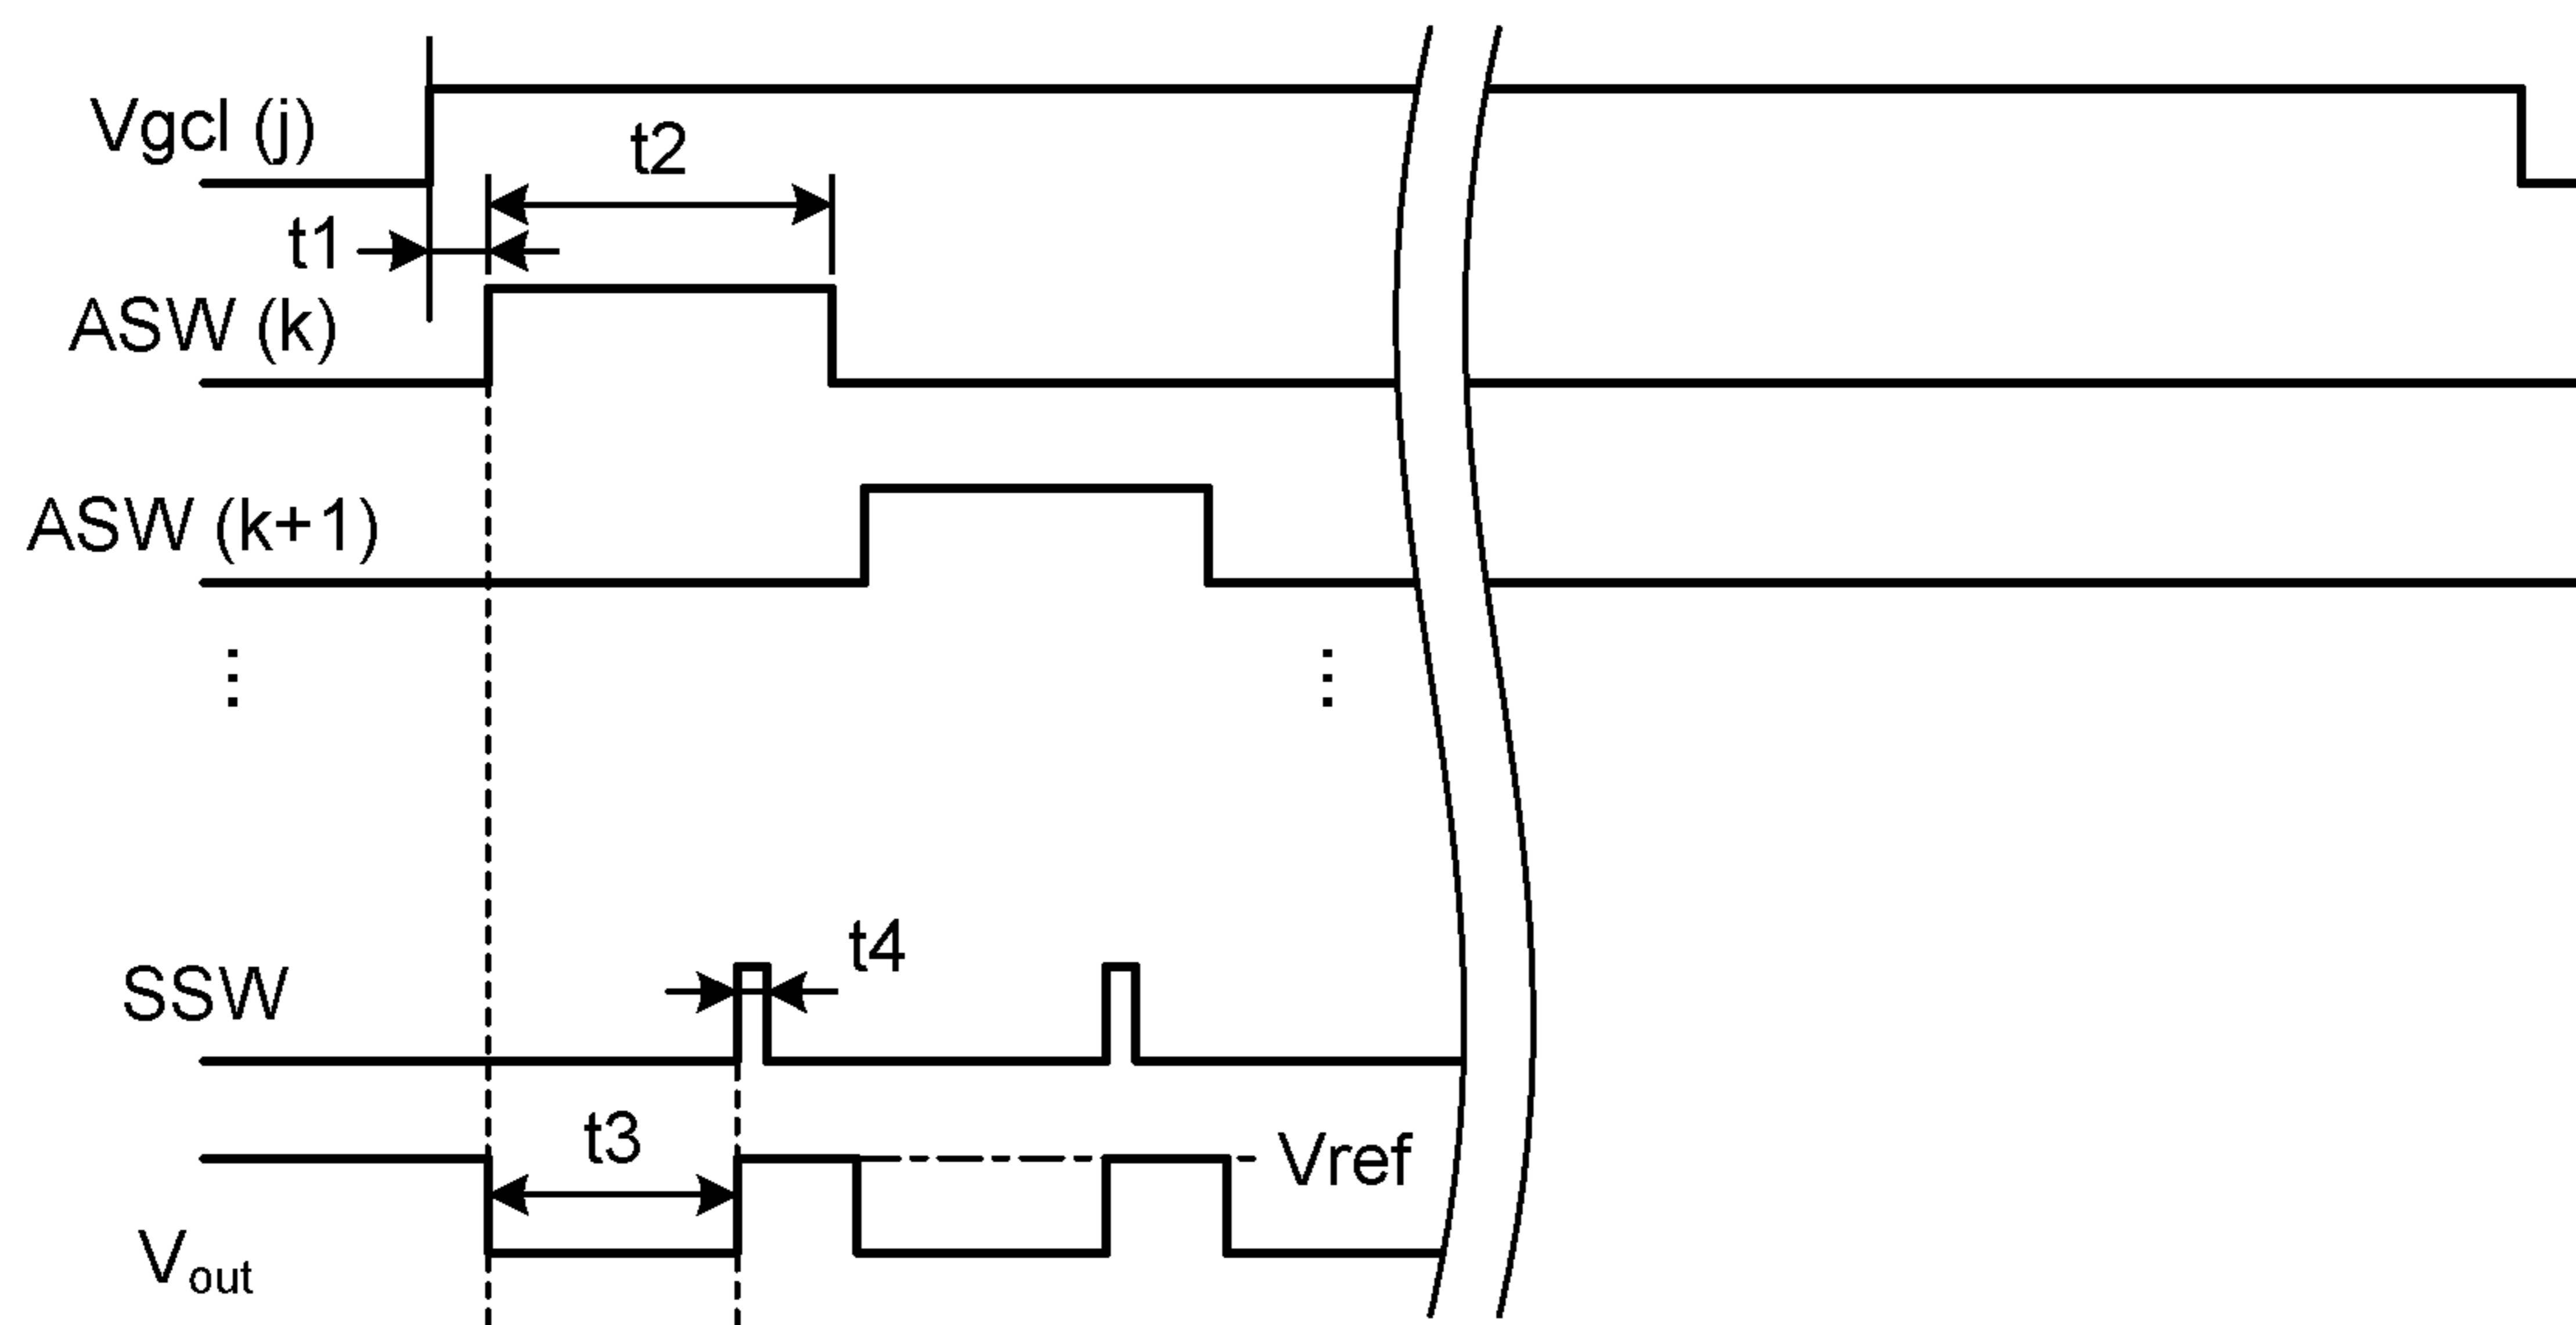 Vgcl (j)
t2
t1
ASW (k)
ASW (k+1)
⋮ ⋮
t4
SSW
t3
Vref
Vout